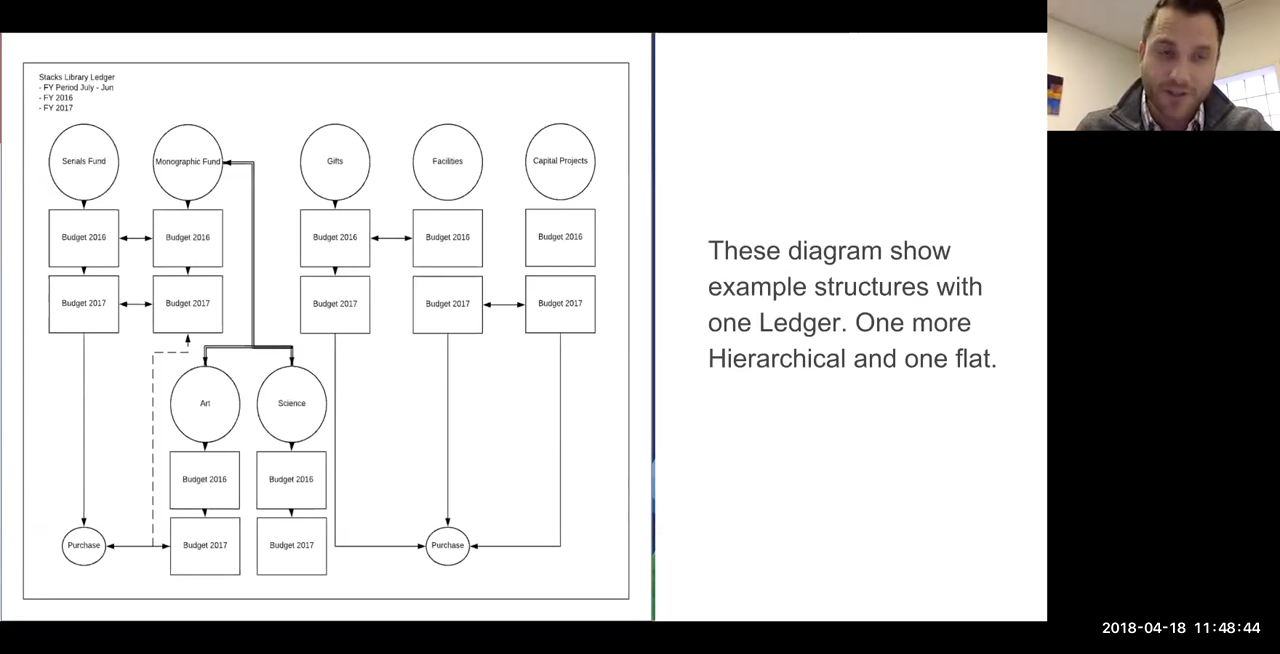 Stacks Library Ledger
- FY Period July - Jun
- FY 2016
- FY 2017
Serials Fund
Monographic Fund
Gifts
Facilities
Capital Projects
Budget 2016
Budget 2016
Budget 2016
Budget 2016
Budget 2016
Budget 2017
Budget 2017
Budget 2017
Budget 2017
Budget 2017
Art
Science
Budget 2016
Budget 2016
Purchase
Budget 2017
Budget 2017
Purchase
These diagram show
example structures with
one Ledger. One more
Hierarchical and one flat.
2018-04-18 11:48:44